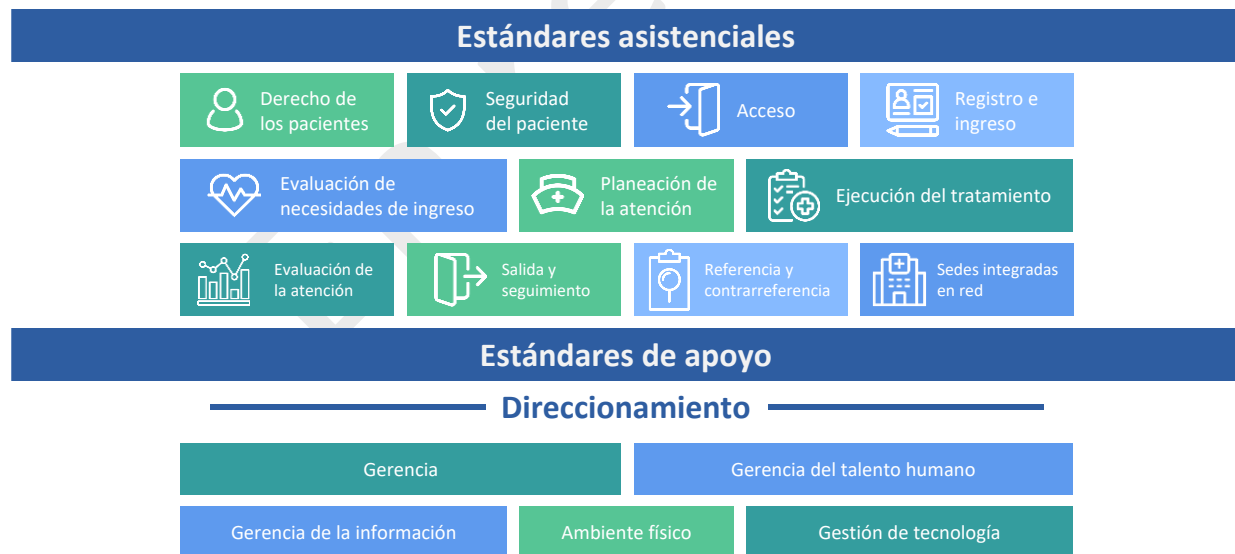 Estándares asistenciales
Derecho de
los pacientes
Seguridad
del paciente
Acceso
Registro e
ingreso
Evaluación de
necesidades de ingreso
Planeación de
la atención
Ejecución del tratamiento
Evaluación de
la atención
Salida y
seguimiento
Referencia y
contrarreferencia
Sedes integradas
en red
Estándares de apoyo
Direccionamiento
Gerencia
Gerencia del talento humano
Gerencia de la información
Ambiente físico
Gestión de tecnología